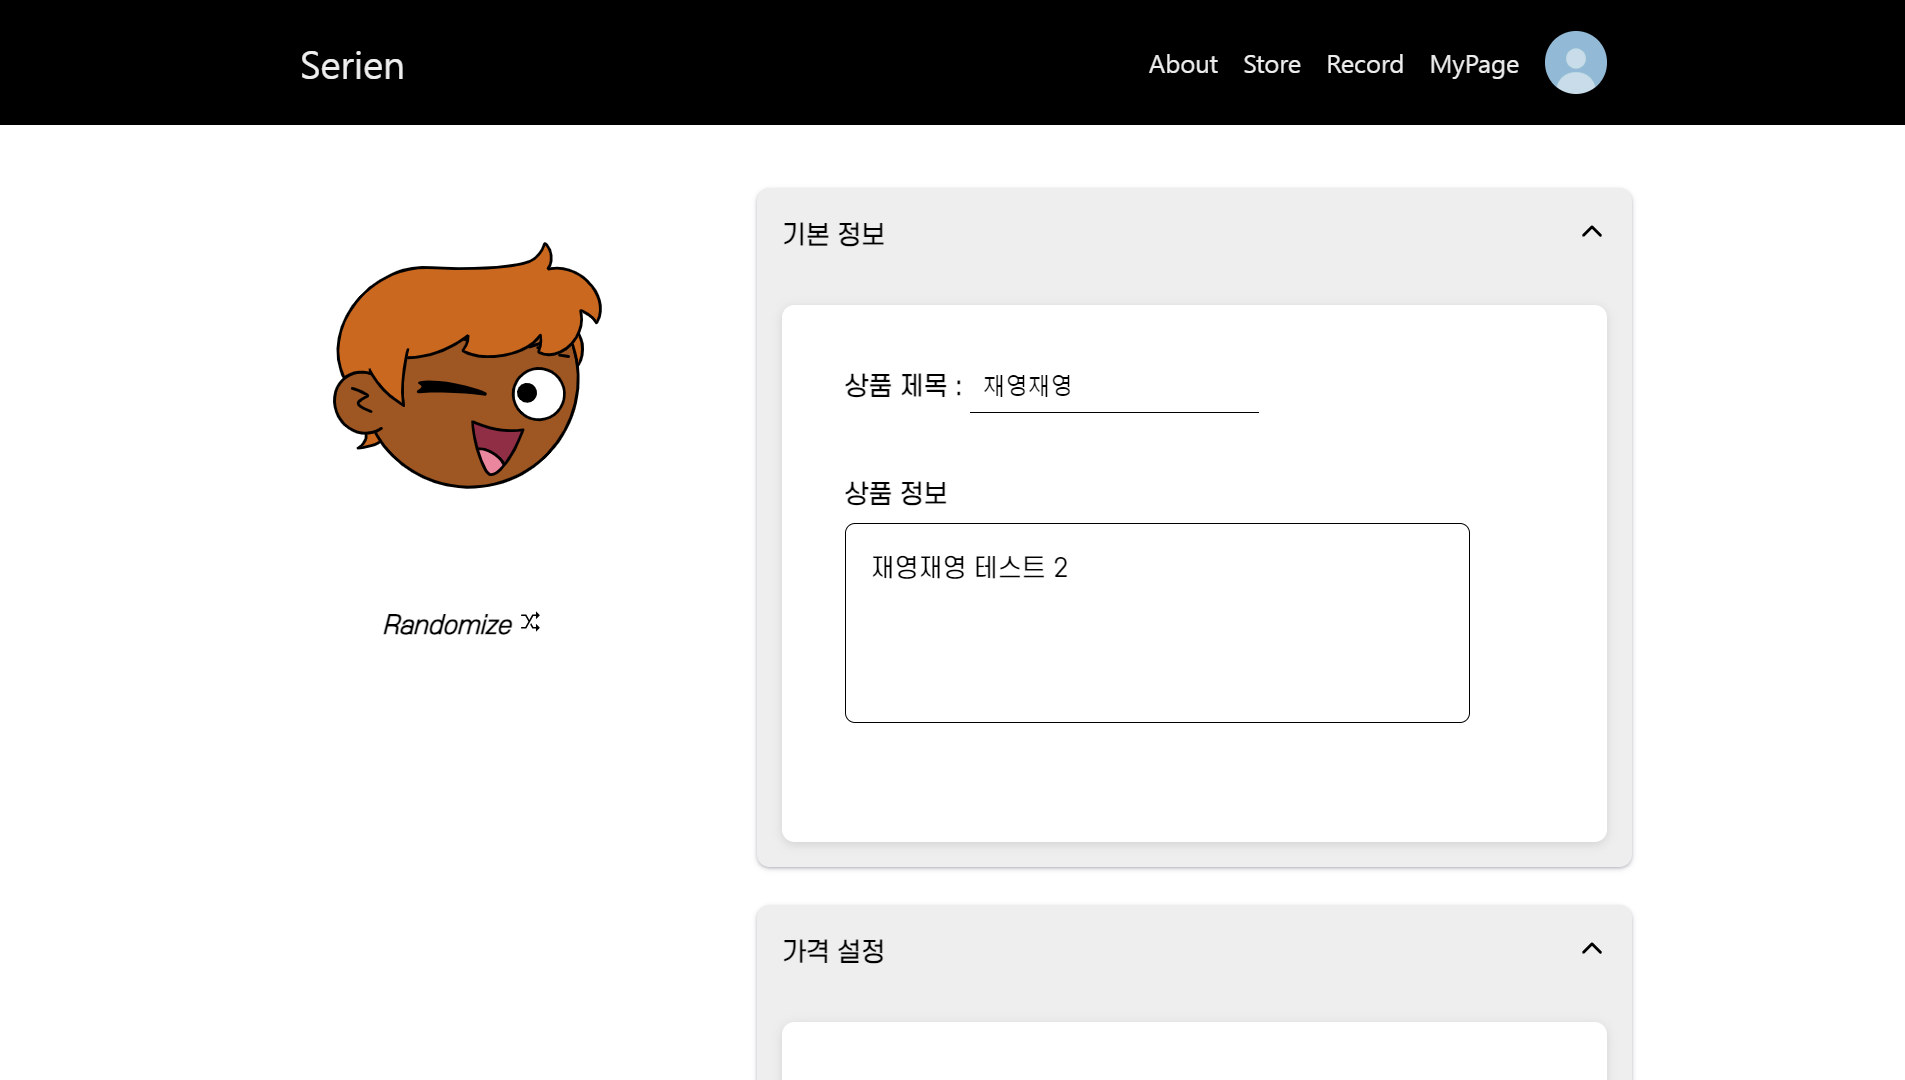 Serien
About Store Record MyPage
기본 정보
상품 제목 : 재영재영
상품 정보
재영재영 테스트 2
Randomize
가격 설정